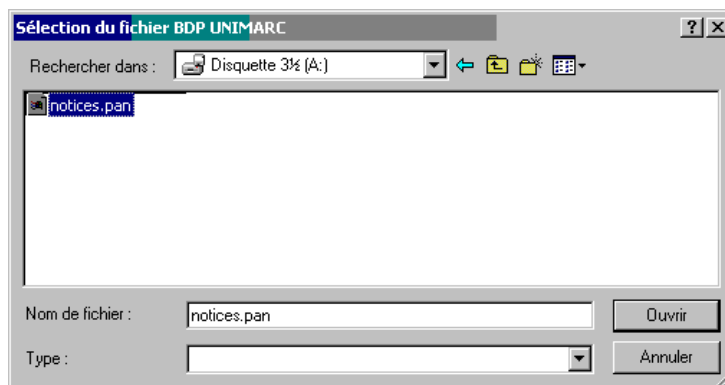 Sélection du fichier BDP UNIMARC
Rechercher dans : Disquette 3½ (A:)
notices.pan
Nom de fichier : notices.pan Ouvrir
Type : Annuler